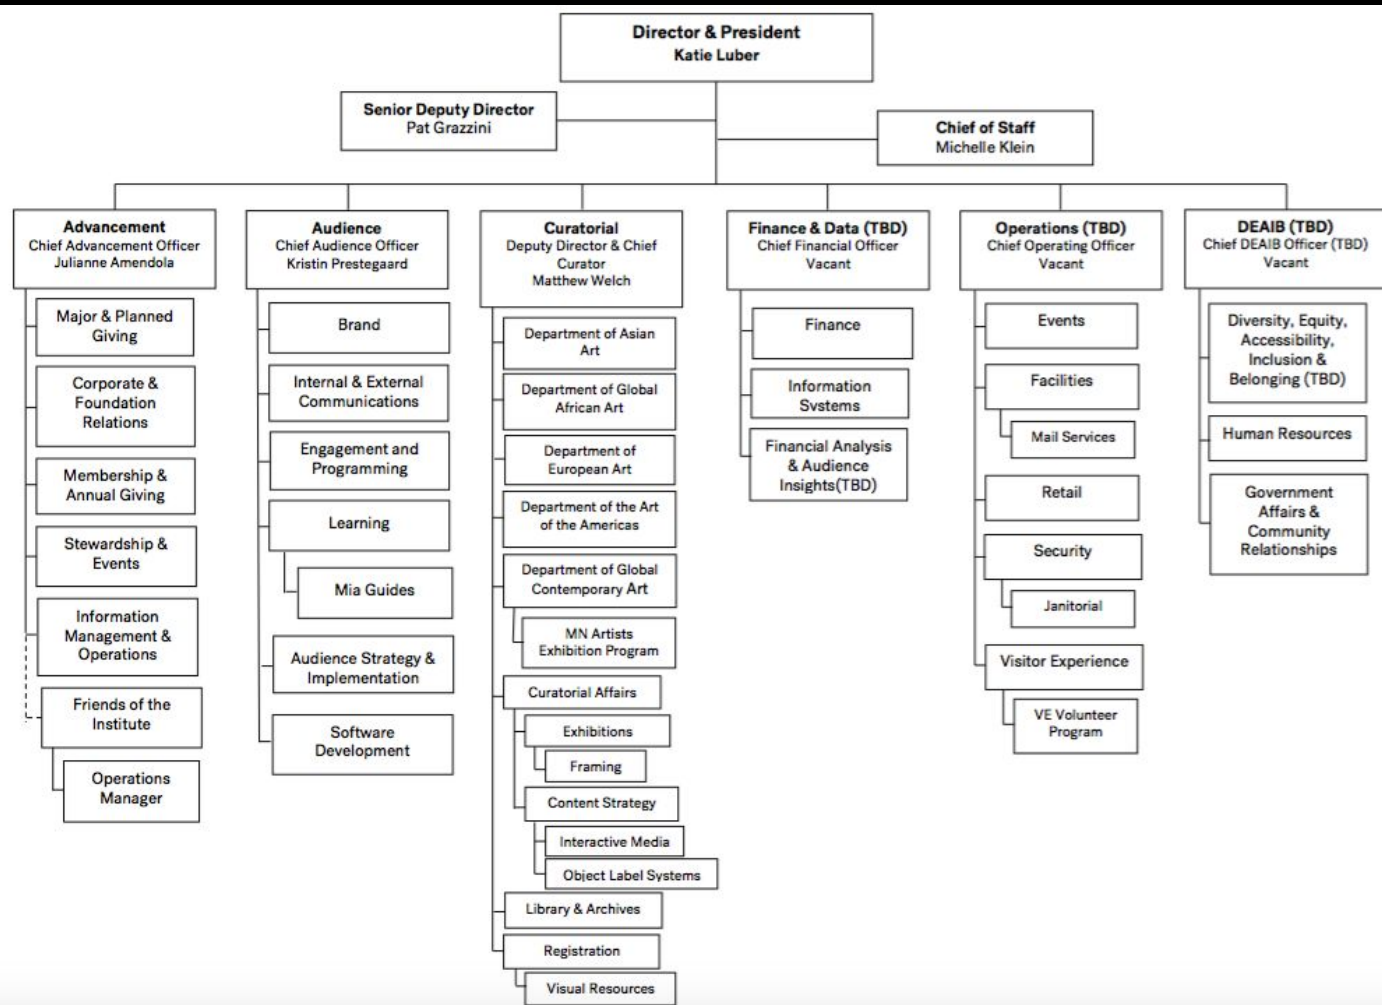 Director & President
Katie Luber
Senior Deputy Director
Pat Grazzini
Chief of Staff
Michelle Klein
Advancement
Chief Advancement Officer
Julianne Amendola
Major & Planned
Giving
Corporate &
Foundation
Relations
Membership &
Annual Giving
Stewardship &
Events
Information
Management &
Operations
Friends of the
Institute
Operations
Manager
Audience
Chief Audience Officer
Kristin Prestegaard
Brand
Internal & External
Communications
Engagement and
Programming
Learning
Mia Guides
Audience Strategy &
Implementation
Software
Development
Curatorial
Deputy Director & Chief
Curator
Matthew Welch
Department of Asian
Art
Department of Global
African Art
Department of
European Art
Department of the Art
of the Americas
Department of Global
Contemporary Art
MN Artists
Exhibition Program
Curatorial Affairs
Exhibitions
Framing
Content Strategy
Interactive Media
Object Label Systems
Library & Archives
Registration
Visual Resources
Finance & Data (TBD)
Chief Financial Officer
Vacant
Finance
Information
Systems
Financial Analysis
& Audience
Insights(TBD)
Operations (TBD)
Chief Operating Officer
Vacant
Events
Facilities
Mail Services
Retail
Security
Janitorial
Visitor Experience
VE Volunteer
Program
DEAIB (TBD)
Chief DEAIB Officer (TBD)
Vacant
Diversity, Equity,
Accessibility,
Inclusion &
Belonging (TBD)
Human Resources
Government
Affairs &
Community
Relationships